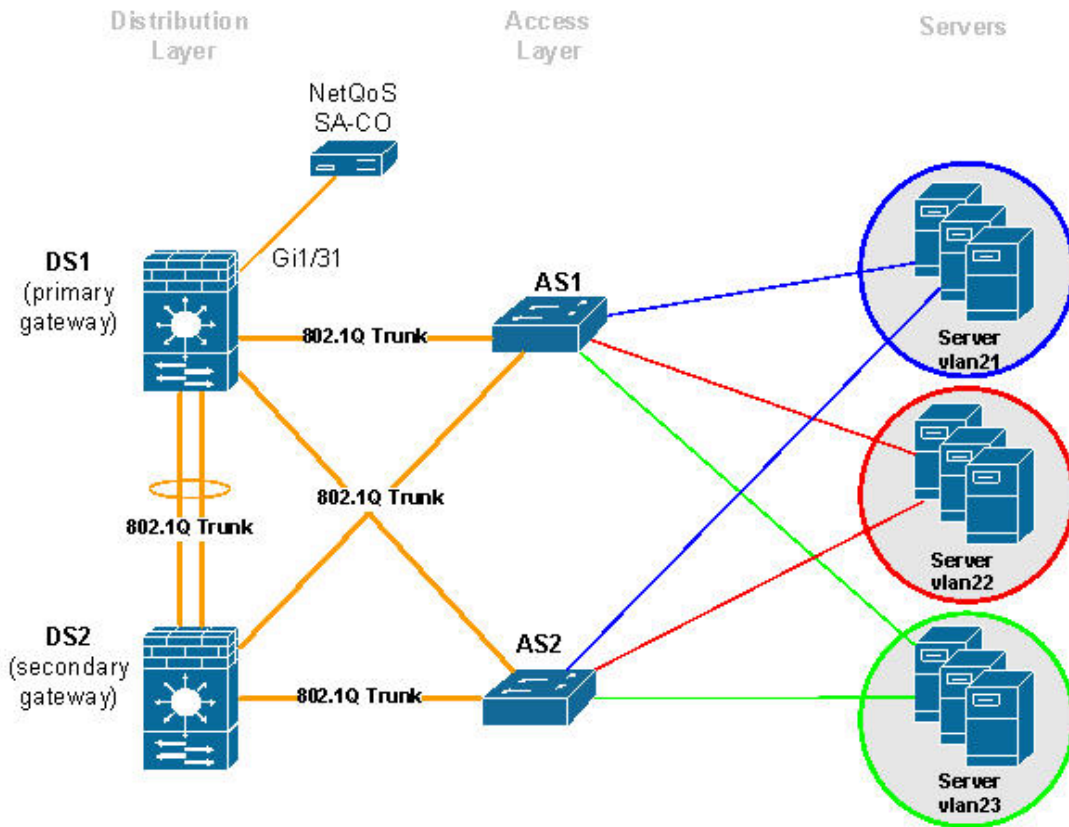 Distribution
Layer
Access
Layer
Servers
NetQoS
SA-CO
DS1
(primary
gateway)
Gi1/31
AS1
802.1Q Trunk
Server
vlan21
802.1Q Trunk
802.1Q Trunk
Server
vlan22
DS2
(secondary
gateway)
AS2
802.1Q Trunk
Server
vlan23